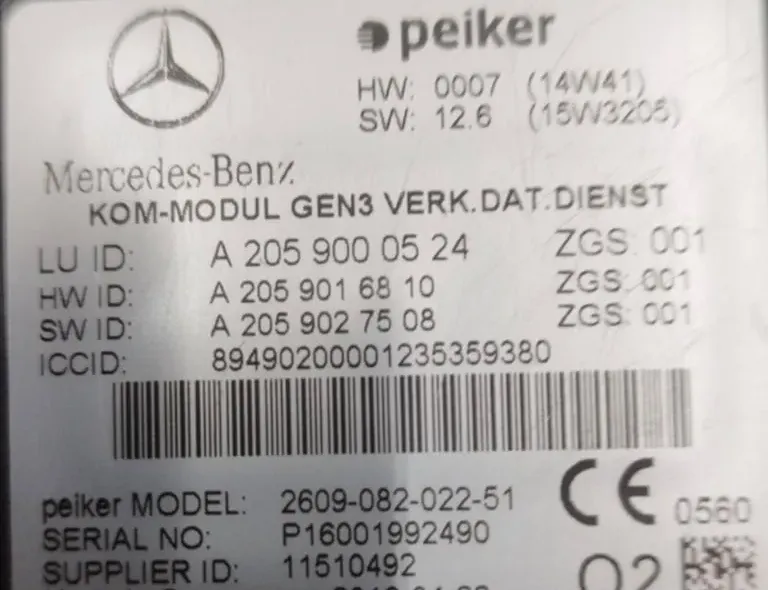 peiker
HW: 0007 (14W41)
SW: 12.6 (15W3205)
Mercedes-Benz
KOM-MODUL GEN3 VERK.DAT.DIENST
LU ID: A 205 900 05 24 ZGS: 001
HW ID: A 205 901 68 10 ZGS: 001
SW ID: A 205 902 75 08 ZGS: 001
ICCID: 89490200001235359380
peiker MODEL: 2609-082-022-51
CE 0560
SERIAL NO: P16001992490
SUPPLIER ID: 11510492
02